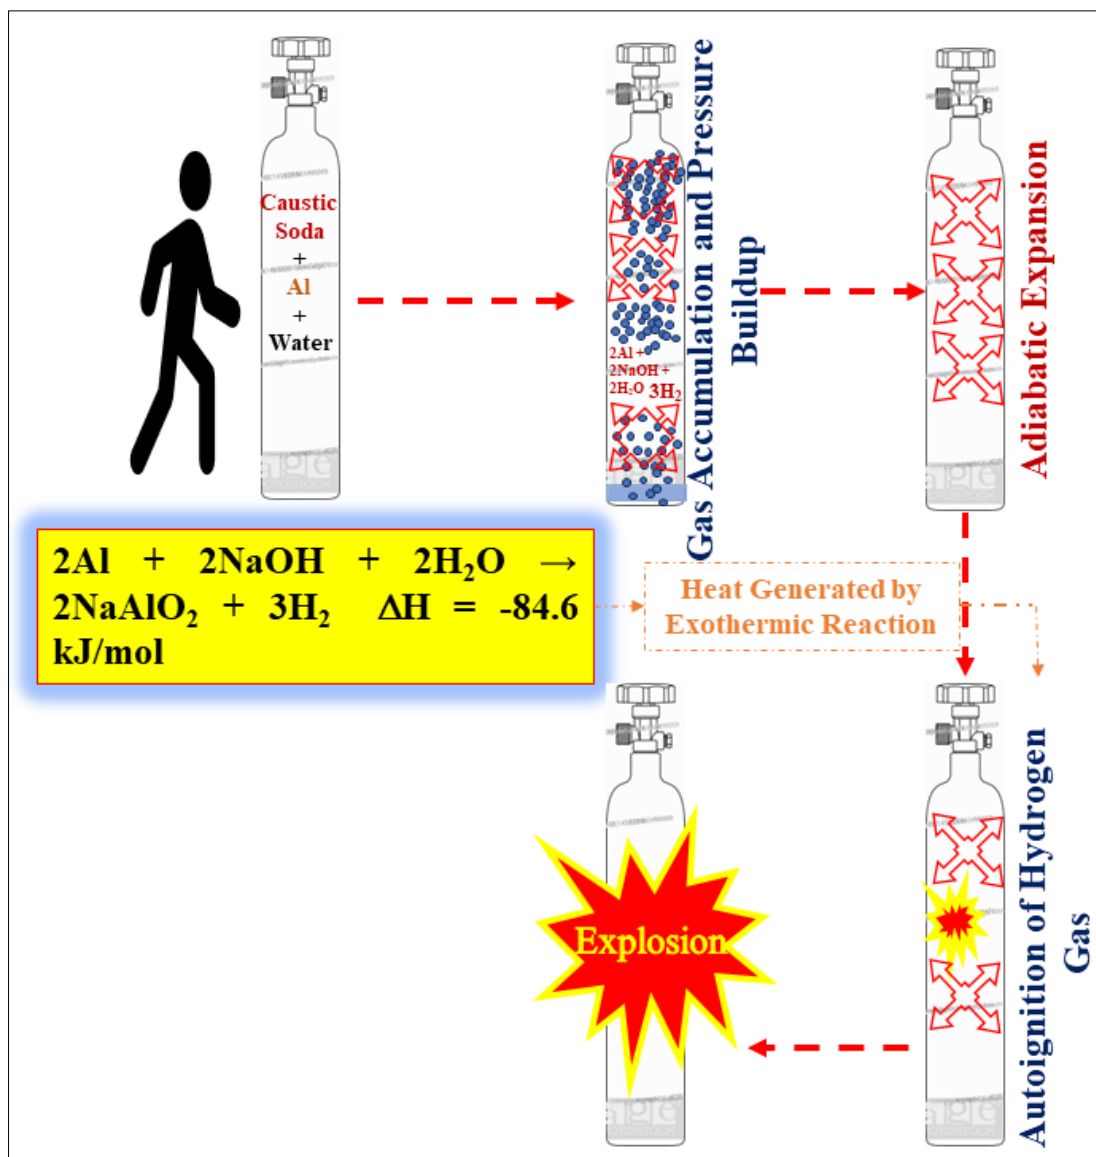 Caustic
Soda
+
Al
+
Water
2Al +
2NaOH +
2H₂O 3H₂
Gas Accumulation and Pressure
Buildup
Adiabatic Expansion
2Al + 2NaOH + 2H₂O →
2NaAlO₂ + 3H₂ ΔH = -84.6
kJ/mol
Heat Generated by
Exothermic Reaction
Explosion
Autoignition of Hydrogen
Gas